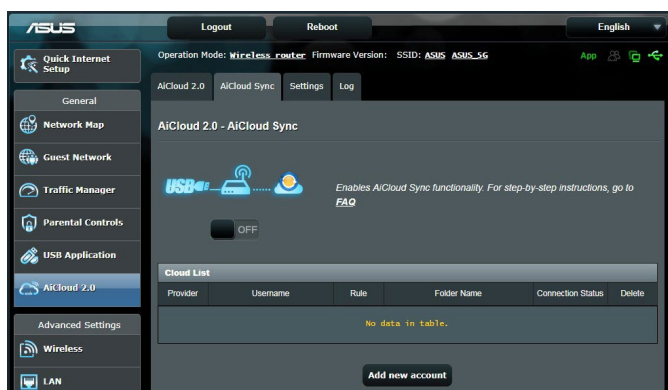 ASUS
Logout
Reboot
English
Quick Internet
Setup
Operation Mode: Wireless router Firmware Version: SSID: ASUS ASUS_5G
App
AiCloud 2.0
AiCloud Sync
Settings
Log
General
Network Map
Guest Network
Traffic Manager
Parental Controls
USB Application
AiCloud 2.0
Advanced Settings
Wireless
LAN
AiCloud 2.0 - AiCloud Sync
USB
Enables AiCloud Sync functionality. For step-by-step instructions, go to
FAQ
OFF
Cloud List
Provider Username Rule Folder Name Connection Status Delete
No data in table.
Add new account